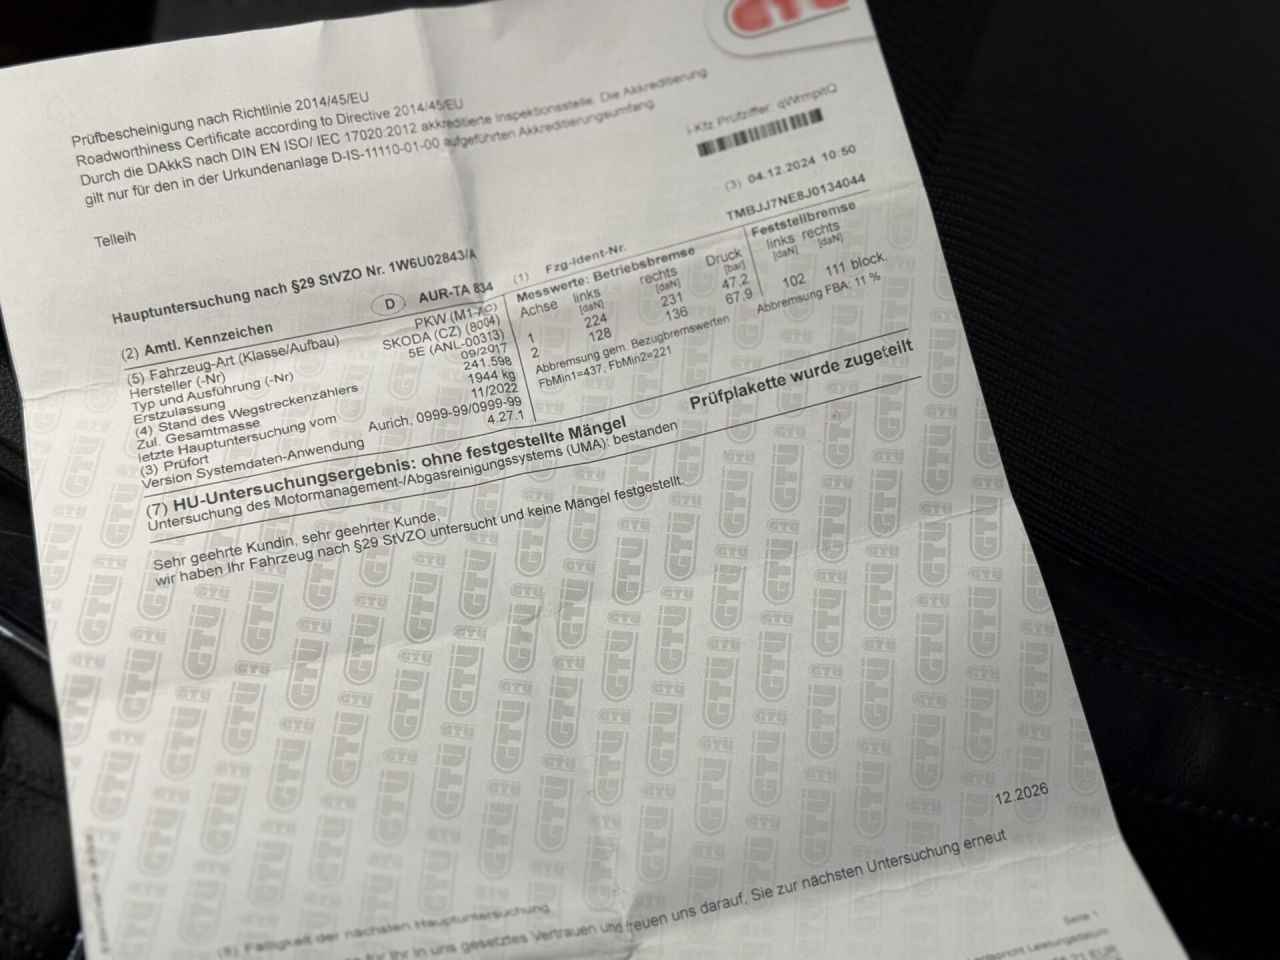 GTÜ
Prüfbescheinigung nach Richtlinie 2014/45/EU
Roadworthiness Certificate according to Directive 2014/45/EU
Durch die DAkkS nach DIN EN ISO/ IEC 17020:2012 akkreditierte Inspektionsstelle. Die Akkreditierung
gilt nur für den in der Urkundenanlage D-IS-11110-01-00 aufgeführten Akkreditierungsumfang.
i-Kfz Prüfziffer: qWrmpitQ
(3) 04.12.2024 10:50
Telleih
Hauptuntersuchung nach §29 StVZO Nr. 1W6U02843/A
(1) Fzg-Ident-Nr. TMBJJ7NE8J0134044
(2) Amtl. Kennzeichen D AUR-TA 834
(5) Fahrzeug-Art (Klasse/Aufbau) PKW (M1-AC)
Hersteller (-Nr) SKODA (CZ) (8004)
Typ und Ausführung (-Nr) 5E (ANL-00313)
Erstzulassung 09/2017
(4) Stand des Wegstreckenzählers 241.598
Zul. Gesamtmasse 1944 kg
letzte Hauptuntersuchung vom 11/2022
(3) Prüfort Aurich, 0999-99/0999-99
Version Systemdaten-Anwendung 4.27.1
Messwerte: Betriebsbremse Feststellbremse
Achse links rechts Druck links rechts
[daN] [daN] [bar] [daN] [daN]
1 224 231 47.2
2 128 136 67.9 102 111 block.
Abbremsung gem. Bezugbremswerten Abbremsung FBA: 11 %
FbMin1=437, FbMin2=221
(7) HU-Untersuchungsergebnis: ohne festgestellte Mängel Prüfplakette wurde zugeteilt
Untersuchung des Motormanagement-/Abgasreinigungssystems (UMA): bestanden
Sehr geehrte Kundin, sehr geehrter Kunde,
wir haben Ihr Fahrzeug nach §29 StVZO untersucht und keine Mängel festgestellt.
12.2026
(8) Fälligkeit der nächsten Hauptuntersuchung
für Ihr in uns gesetztes Vertrauen und freuen uns darauf, Sie zur nächsten Untersuchung erneut
Seite 1
entspricht Leistungsdatum
EUR